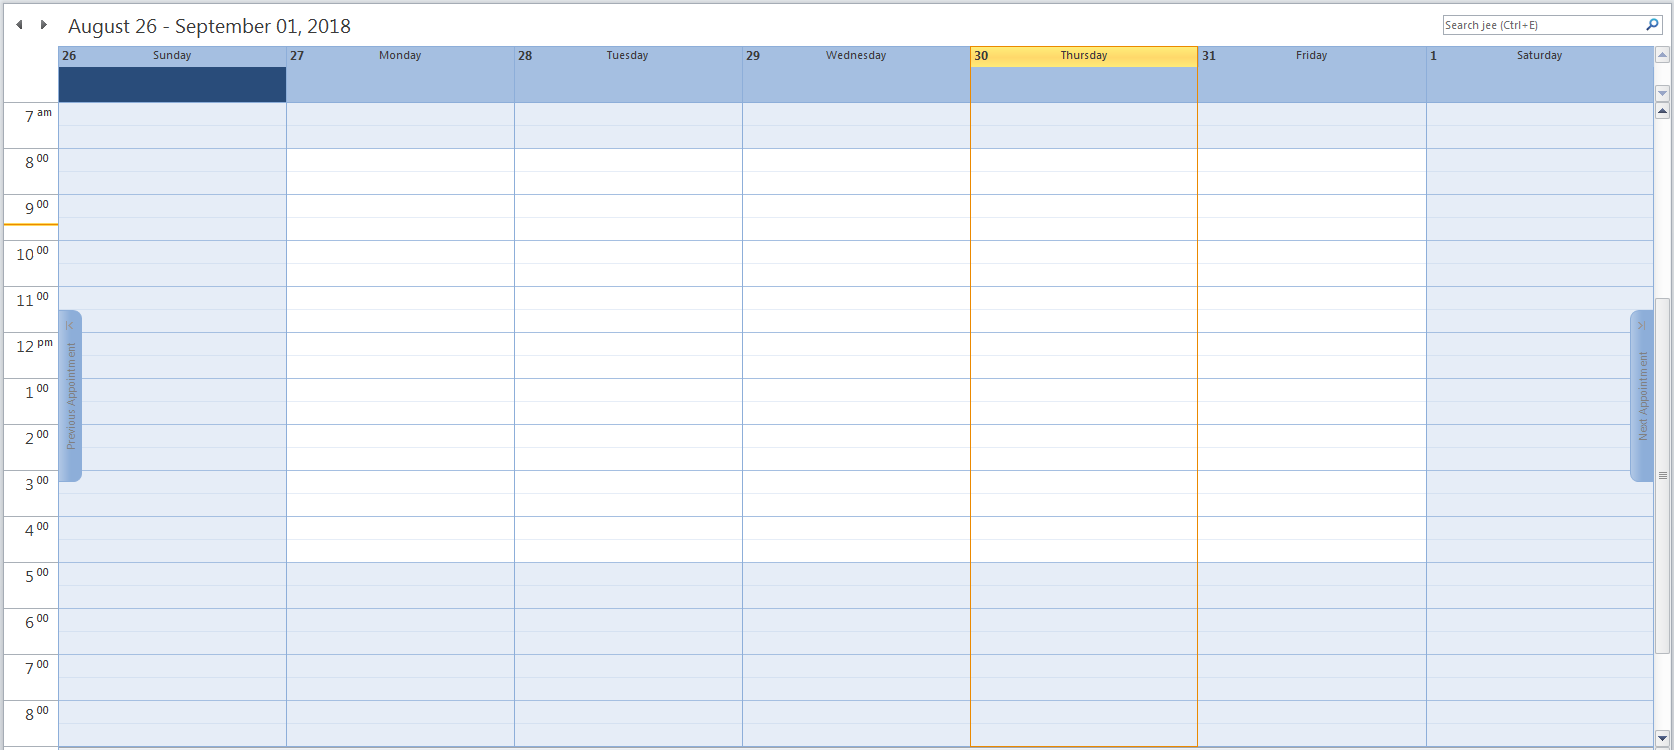 August 26 - September 01, 2018
Search jee (Ctrl+E)
26 Sunday
27 Monday
28 Tuesday
29 Wednesday
30 Thursday
31 Friday
1 Saturday
7 am
8 00
9 00
10 00
11 00
12 pm
1 00
2 00
3 00
4 00
5 00
6 00
7 00
8 00
Previous Appointment
Next Appointment